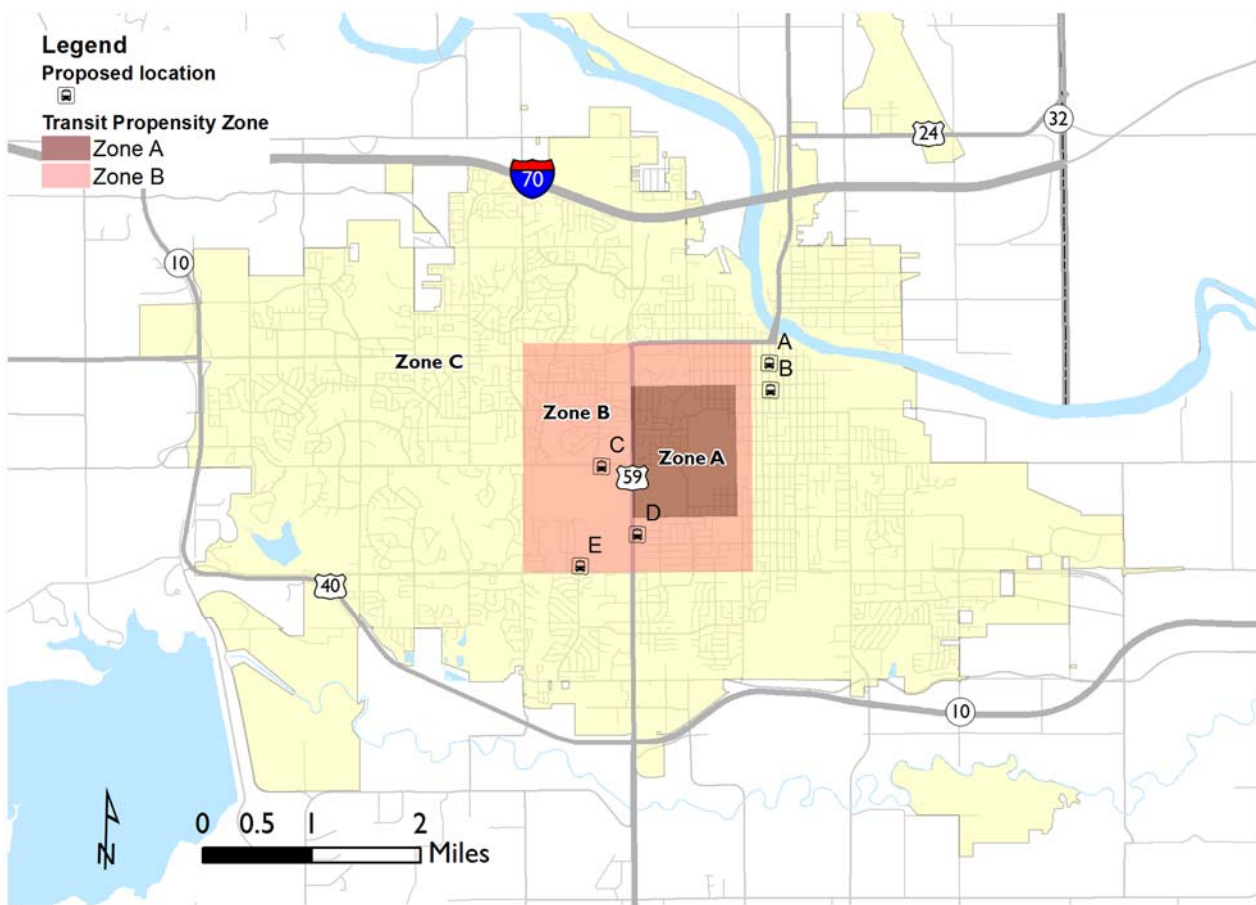 Legend
Proposed location
Transit Propensity Zone
Zone A
Zone B
24
32
70
10
Zone C
A
B
Zone B
C
Zone A
59
D
E
40
10
0 0.5 1 2
Miles
N